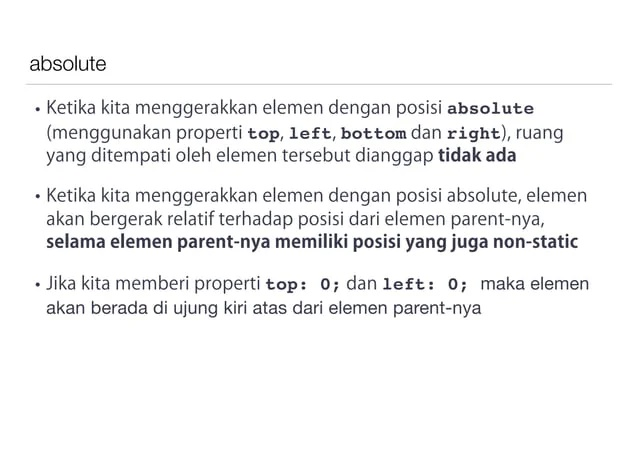 absolute
• Ketika kita menggerakkan elemen dengan posisi absolute
(menggunakan properti top, left, bottom dan right), ruang
yang ditempati oleh elemen tersebut dianggap tidak ada
• Ketika kita menggerakkan elemen dengan posisi absolute, elemen
akan bergerak relatif terhadap posisi dari elemen parent-nya,
selama elemen parent-nya memiliki posisi yang juga non-static
• Jika kita memberi properti top: 0; dan left: 0; maka elemen
akan berada di ujung kiri atas dari elemen parent-nya